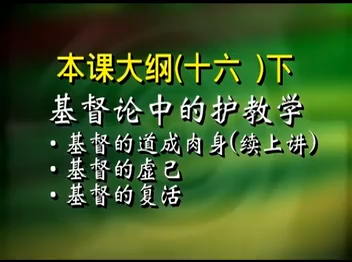 本课大纲(十六 )下
基督论中的护教学
·基督的道成肉身(续上讲)
·基督的虚己
·基督的复活